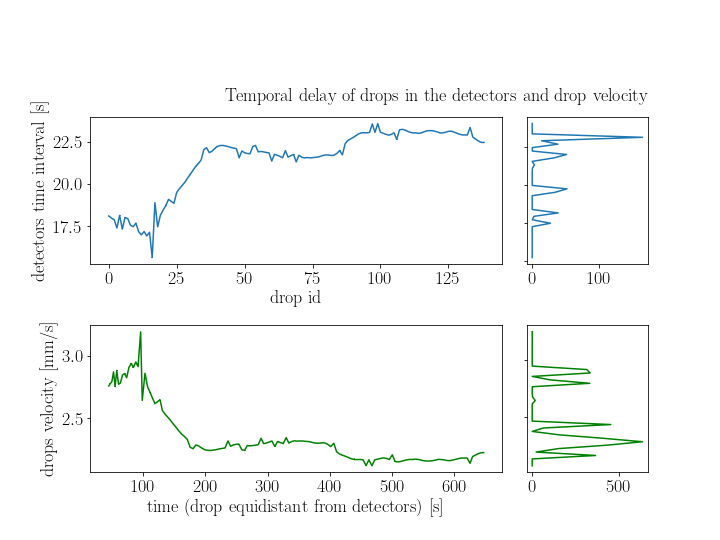 Temporal delay of drops in the detectors and drop velocity
detectors time interval [s]
22.5
20.0
17.5
0 25 50 75 100 125
drop id
0 100
drops velocity [mm/s]
3.0
2.5
100 200 300 400 500 600
time (drop equidistant from detectors) [s]
0 500